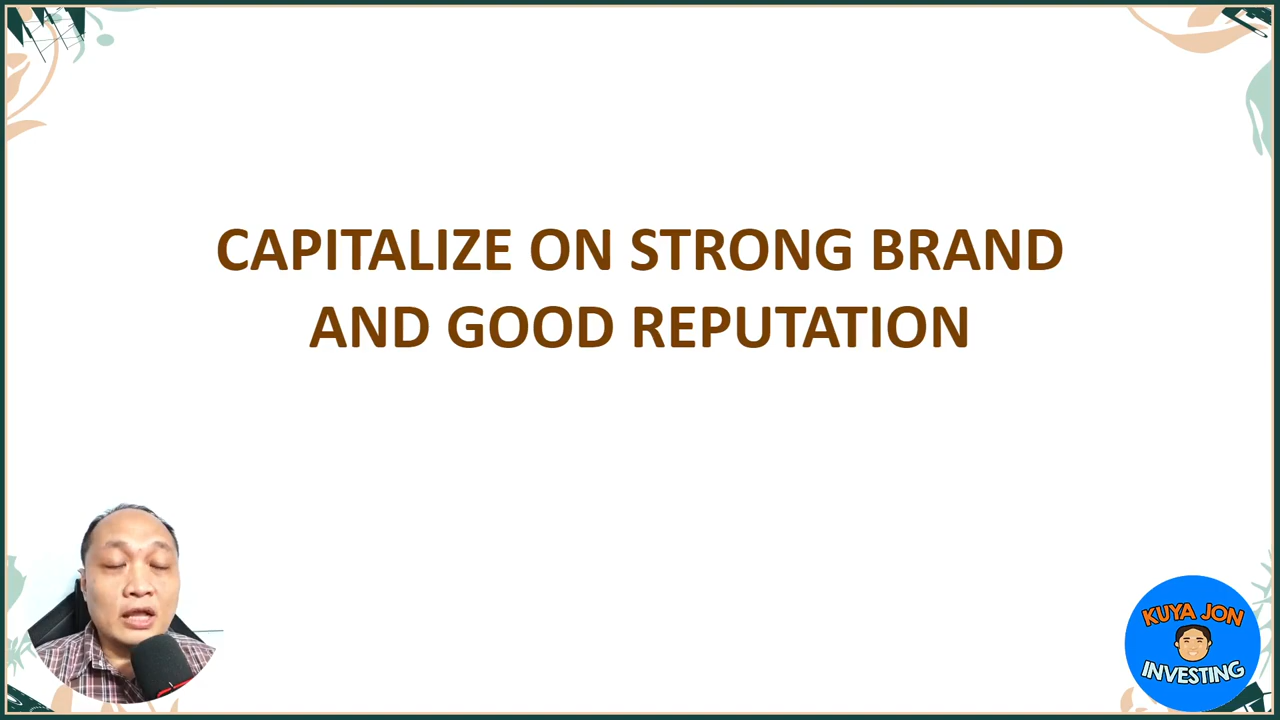 CAPITALIZE ON STRONG BRAND
AND GOOD REPUTATION
KUYA JON
INVESTING